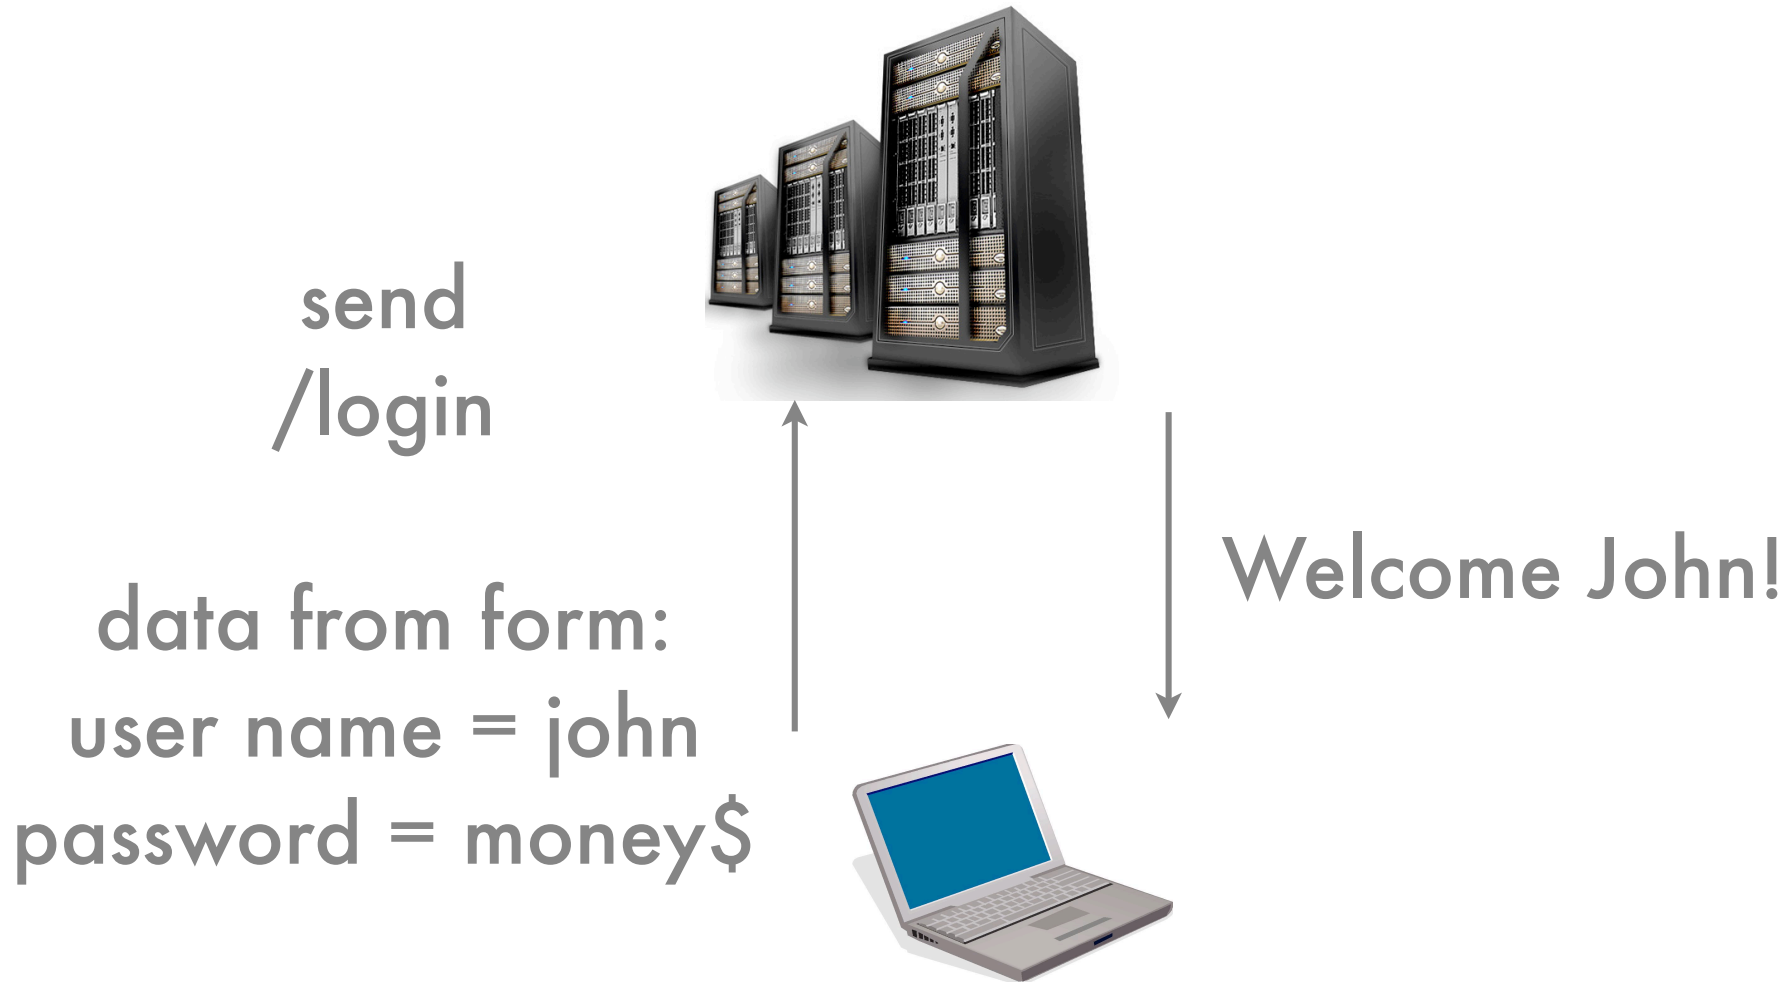 send
/login
data from form:
user name = john
password = money$
Welcome John!